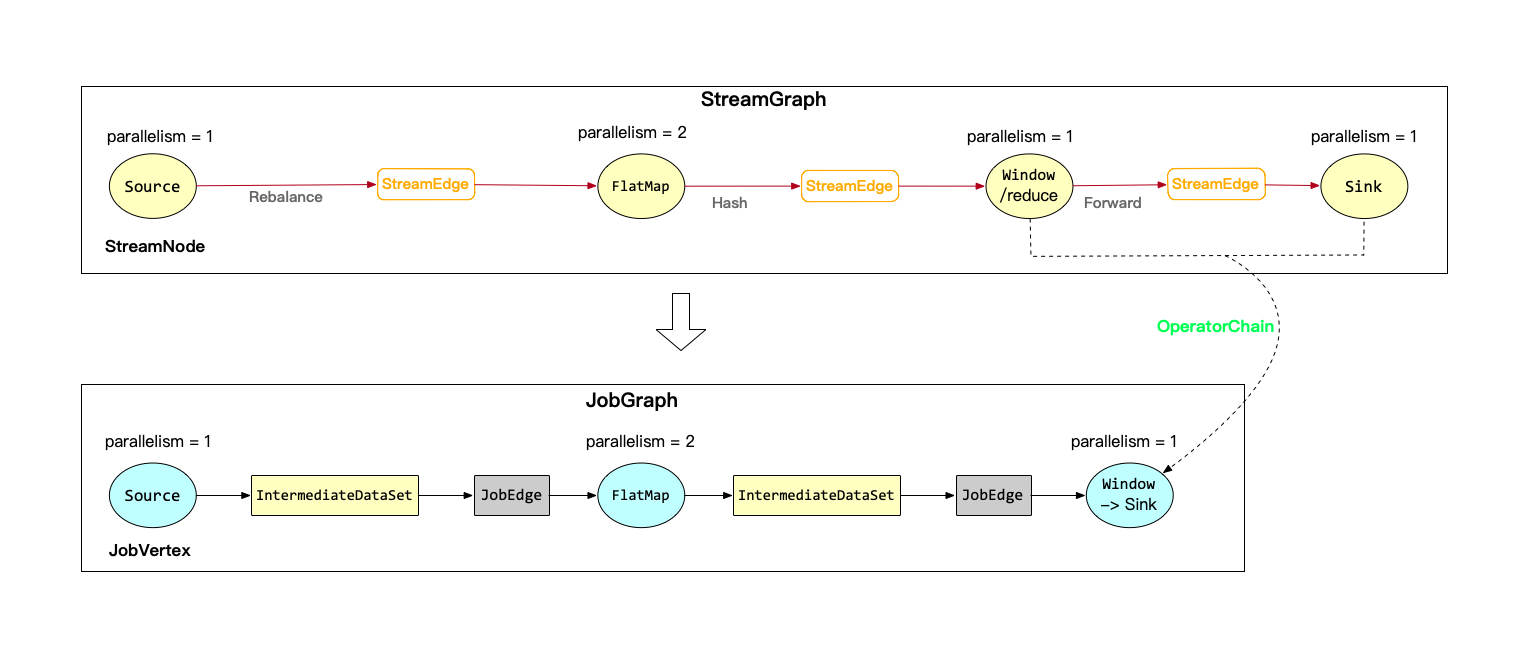 StreamGraph
parallelism = 1
parallelism = 2
parallelism = 1
parallelism = 1
Source
Rebalance
StreamEdge
FlatMap
Hash
StreamEdge
Window
/reduce
Forward
StreamEdge
Sink
StreamNode
OperatorChain
JobGraph
parallelism = 1
parallelism = 2
parallelism = 1
Source
IntermediateDataSet
JobEdge
FlatMap
IntermediateDataSet
JobEdge
Window
–> Sink
JobVertex